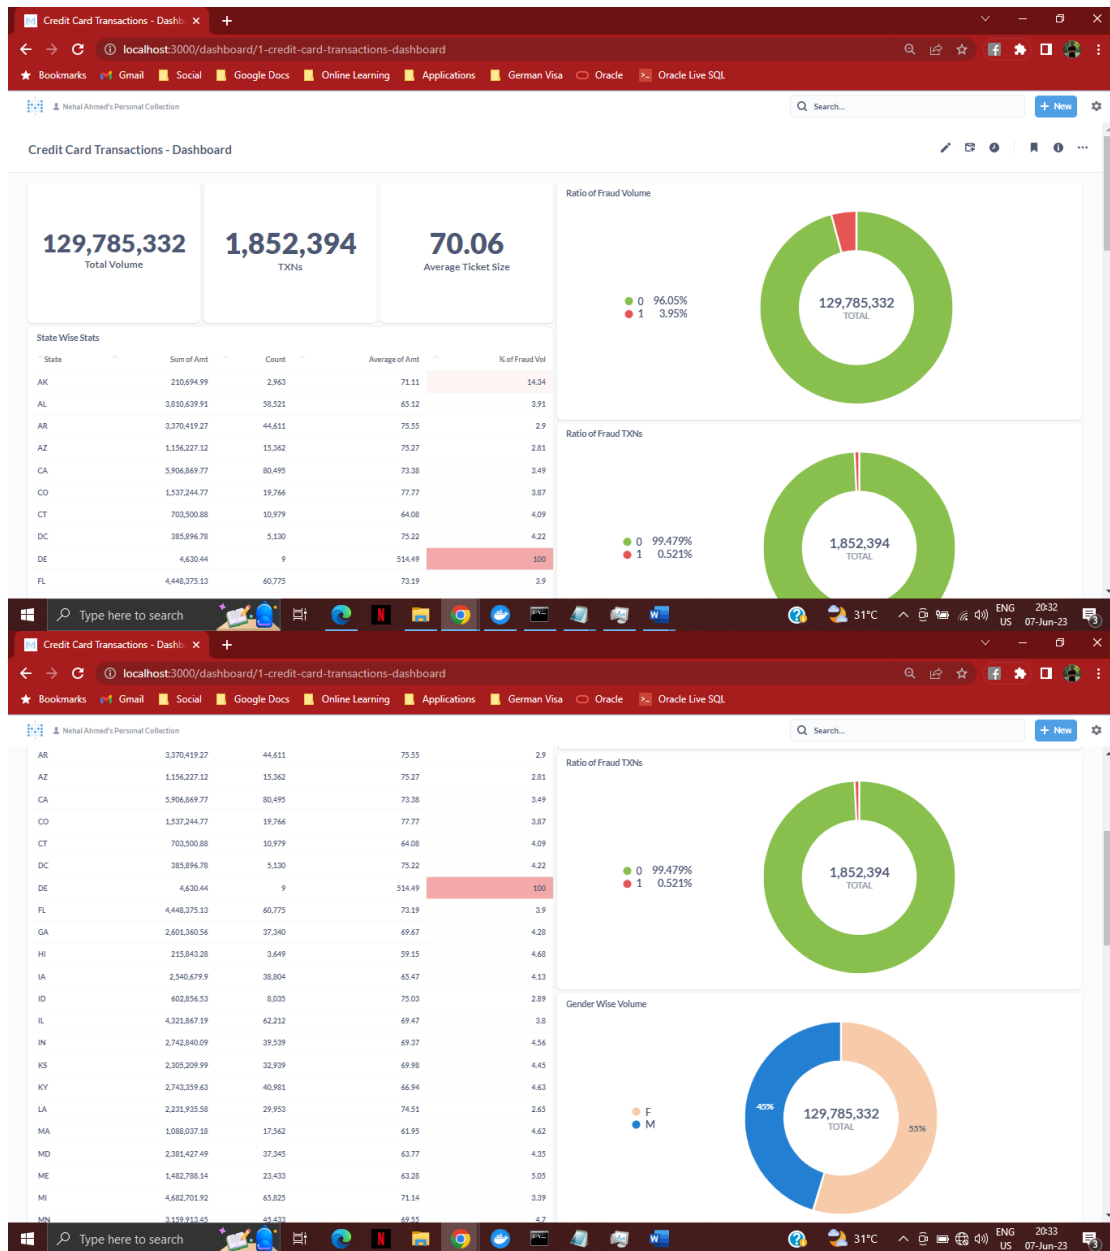 Credit Card Transactions - Dashb
localhost:3000/dashboard/1-credit-card-transactions-dashboard
Bookmarks Gmail Social Google Docs Online Learning Applications German Visa Oracle Oracle Live SQL
Nehal Ahmed's Personal Collection Search... + New
Credit Card Transactions - Dashboard
129,785,332
Total Volume
1,852,394
TXNs
70.06
Average Ticket Size
State Wise Stats
State Sum of Amt Count Average of Amt % of Fraud Vol
AK 210,694.99 2,963 71.11 14.34
AL 3,810,639.91 58,521 65.12 3.91
AR 3,370,419.27 44,611 75.55 2.9
AZ 1,156,227.12 15,362 75.27 2.81
CA 5,906,869.77 80,495 73.38 3.49
CO 1,537,244.77 19,766 77.77 3.87
CT 703,500.88 10,979 64.08 4.09
DC 385,896.78 5,130 75.22 4.22
DE 4,630.44 9 514.49 100
FL 4,448,375.13 60,775 73.19 3.9
Ratio of Fraud Volume
0 96.05%
1 3.95%
129,785,332
TOTAL
Ratio of Fraud TXNs
0 99.479%
1 0.521%
1,852,394
TOTAL
Type here to search 31°C ENG 20:32
US 07-Jun-23 3
Credit Card Transactions - Dashb
localhost:3000/dashboard/1-credit-card-transactions-dashboard
Bookmarks Gmail Social Google Docs Online Learning Applications German Visa Oracle Oracle Live SQL
Nehal Ahmed's Personal Collection Search... + New
AR 3,370,419.27 44,611 75.55 2.9
AZ 1,156,227.12 15,362 75.27 2.81
CA 5,906,869.77 80,495 73.38 3.49
CO 1,537,244.77 19,766 77.77 3.87
CT 703,500.88 10,979 64.08 4.09
DC 385,896.78 5,130 75.22 4.22
DE 4,630.44 9 514.49 100
FL 4,448,375.13 60,775 73.19 3.9
GA 2,601,360.56 37,340 69.67 4.28
HI 215,843.28 3,649 59.15 4.68
IA 2,540,679.9 38,804 65.47 4.13
ID 602,856.53 8,035 75.03 2.89
IL 4,321,867.19 62,212 69.47 3.8
IN 2,742,840.09 39,539 69.37 4.56
KS 2,305,209.99 32,939 69.98 4.45
KY 2,743,359.63 40,981 66.94 4.63
LA 2,231,935.58 29,953 74.51 2.65
MA 1,088,037.18 17,562 61.95 4.62
MD 2,381,427.49 37,345 63.77 4.35
ME 1,482,788.14 23,433 63.28 5.05
MI 4,682,701.92 65,825 71.14 3.39
MN 3,159,913.45 45,433 69.55 4.7
Ratio of Fraud TXNs
0 99.479%
1 0.521%
1,852,394
TOTAL
Gender Wise Volume
F
M
45%
129,785,332
TOTAL
55%
Type here to search 31°C ENG 20:33
US 07-Jun-23 3